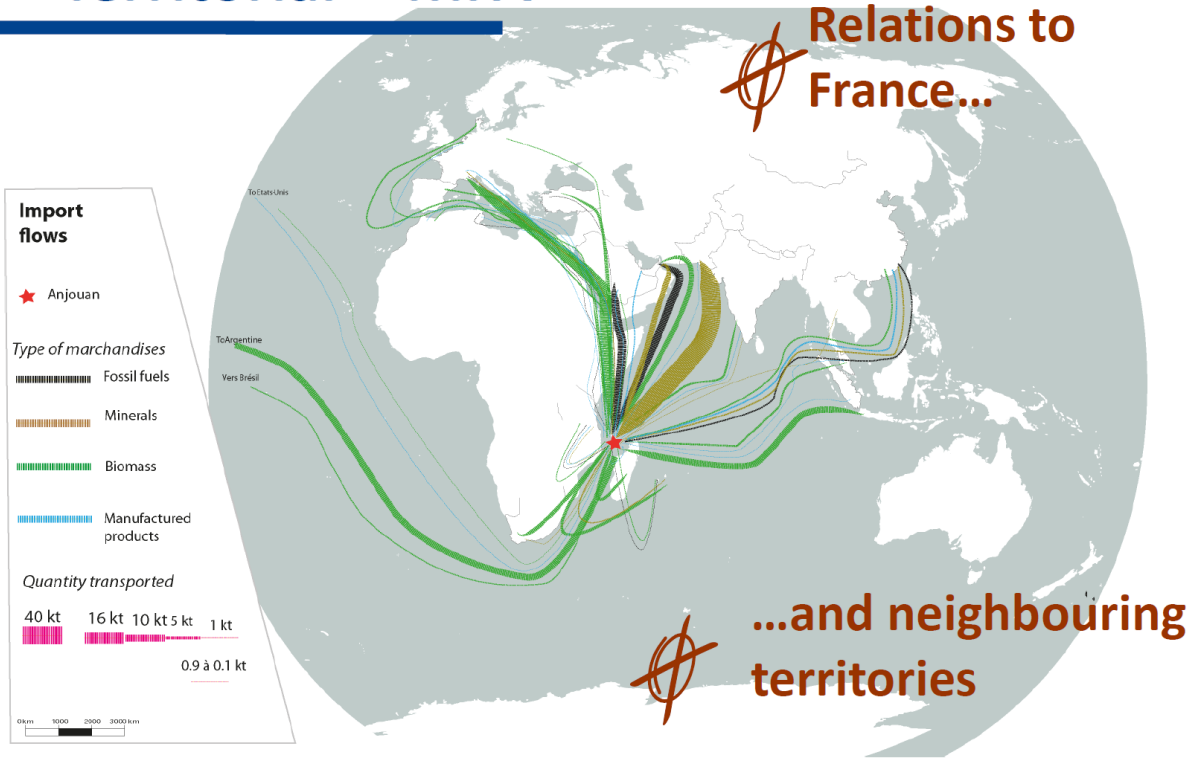 Relations to
France...
...and neighbouring
territories
Import
flows
Anjouan
Type of marchandises
Fossil fuels
Minerals
Biomass
Manufactured
products
Quantity transported
40 kt 16 kt 10 kt 5 kt 1 kt
0.9 à 0.1 kt
0 km 1000 2000 3000 km
To Etats-Unis
To Argentine
Vers Brésil